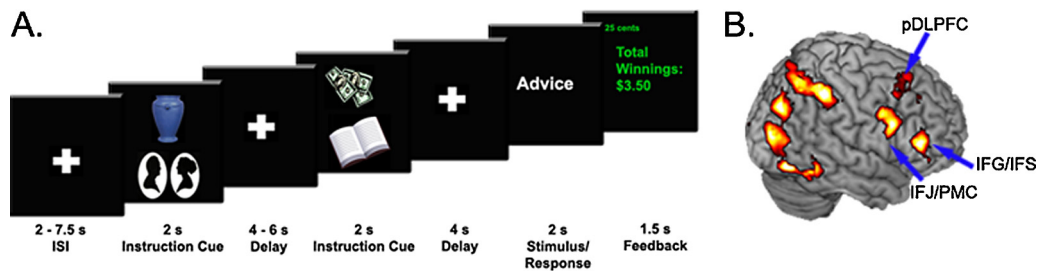 A.
25 cents
Total
Winnings:
$3.50
Advice
2 - 7.5 s
ISI
2 s
Instruction Cue
4 - 6 s
Delay
2 s
Instruction Cue
4 s
Delay
2 s
Stimulus/
Response
1.5 s
Feedback
B.
pDLPFC
IFG/IFS
IFJ/PMC